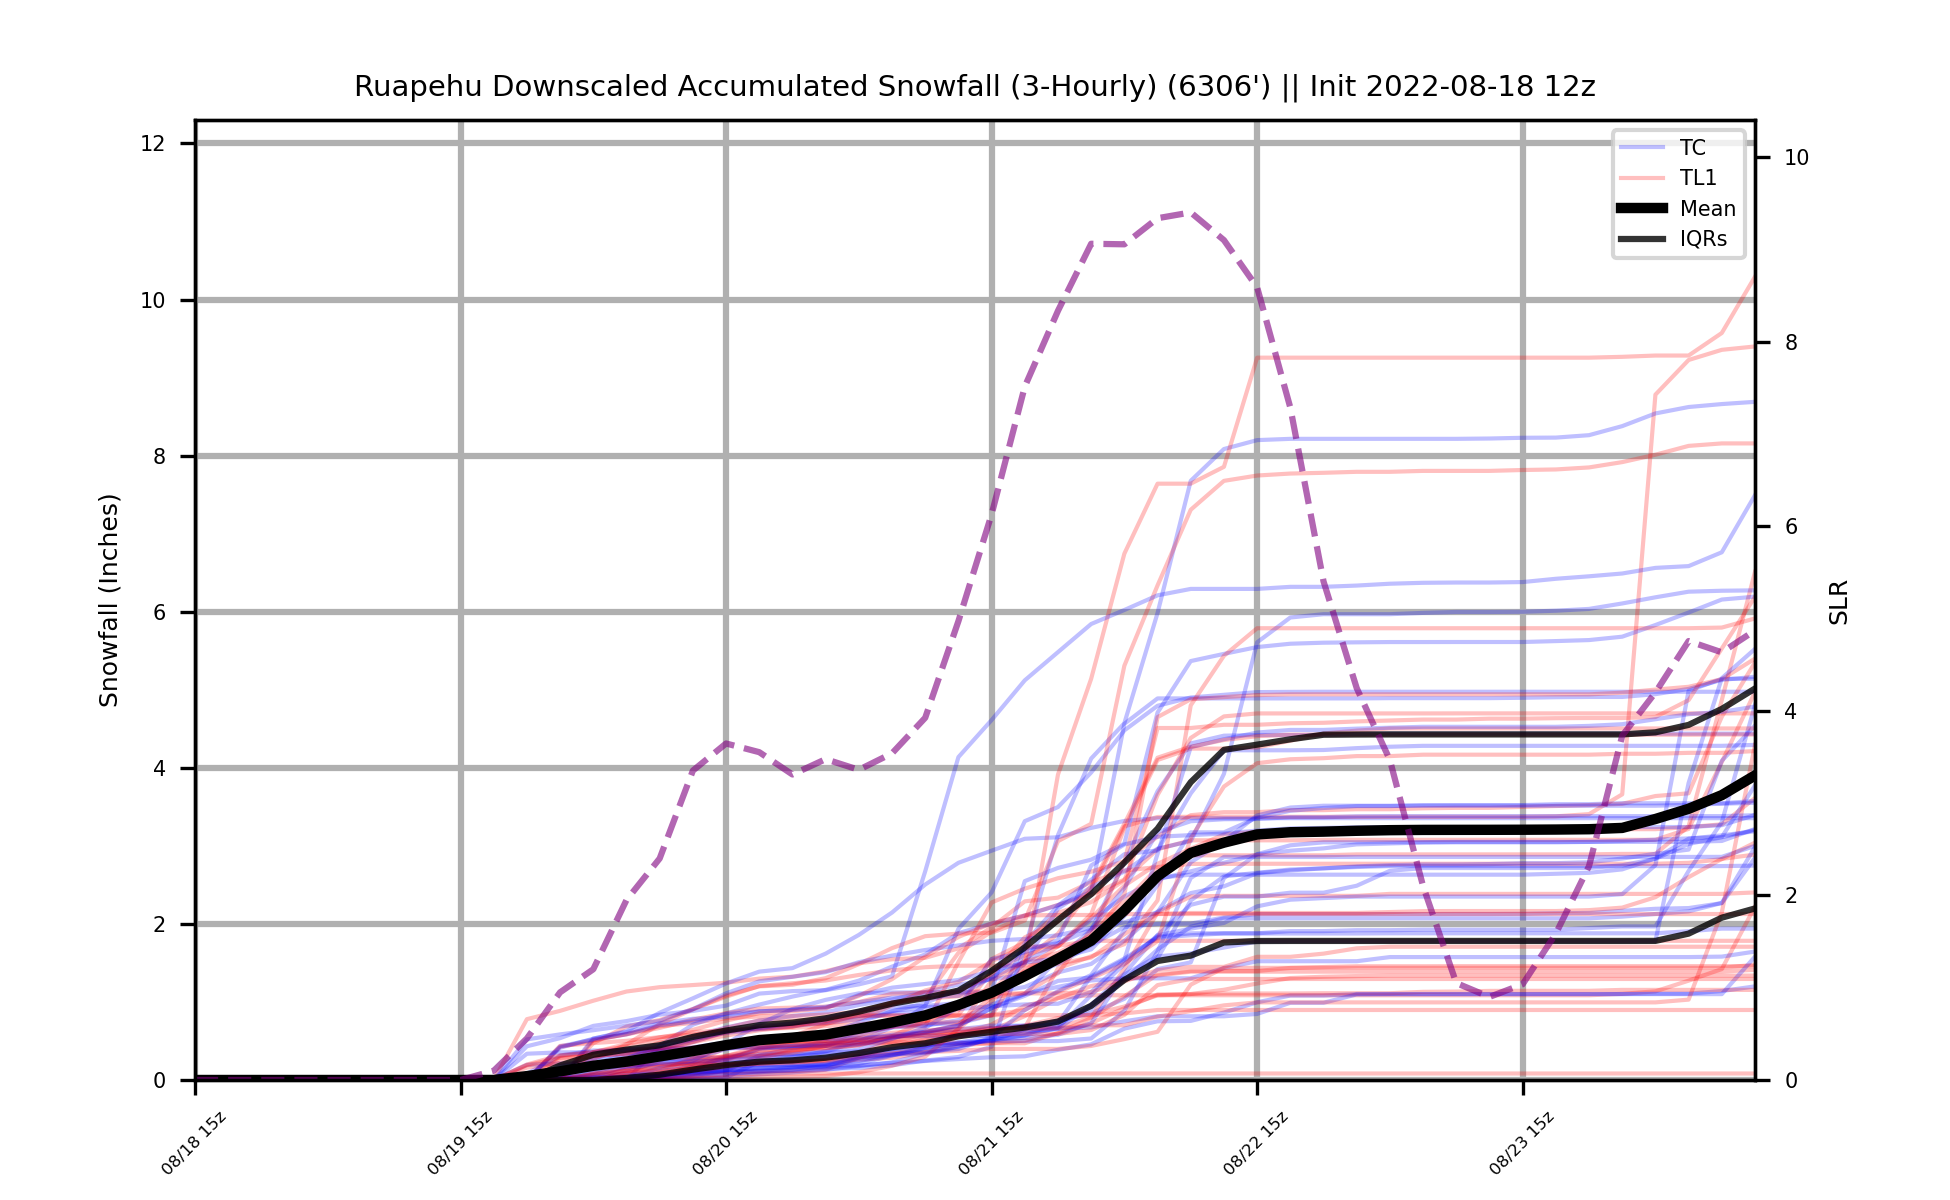 Ruapehu Downscaled Accumulated Snowfall (3-Hourly) (6306') || Init 2022-08-18 12z
TC
TL1
Mean
IQRs
12
10
8
6
4
2
0
Snowfall (Inches)
10
8
6
4
2
0
SLR
08/18 15z
08/19 15z
08/20 15z
08/21 15z
08/22 15z
08/23 15z